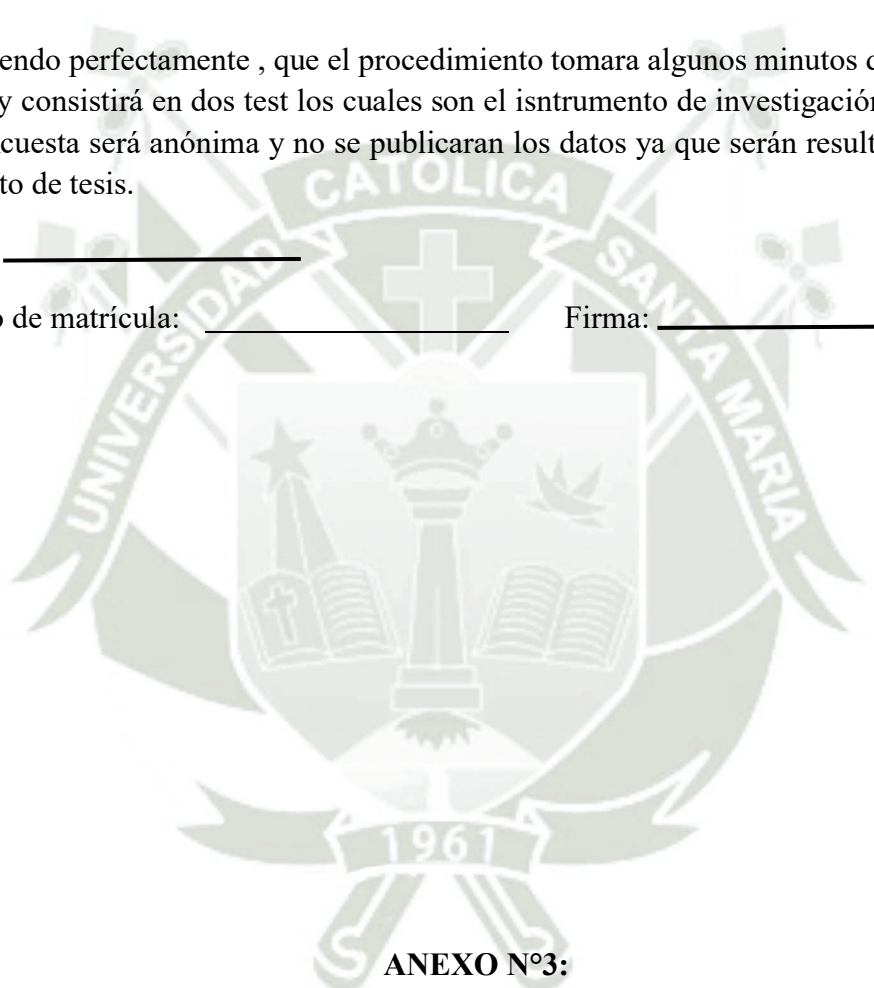 endo perfectamente , que el procedimiento tomara algunos minutos
y consistirá en dos test los cuales son el isntrumento de investigación
cuesta será anónima y no se publicaran los datos ya que serán result
to de tesis.
de matrícula:
Firma:
UNIVERSIDAD CATOLICA SANTA MARIA
1961
ANEXO N°3: